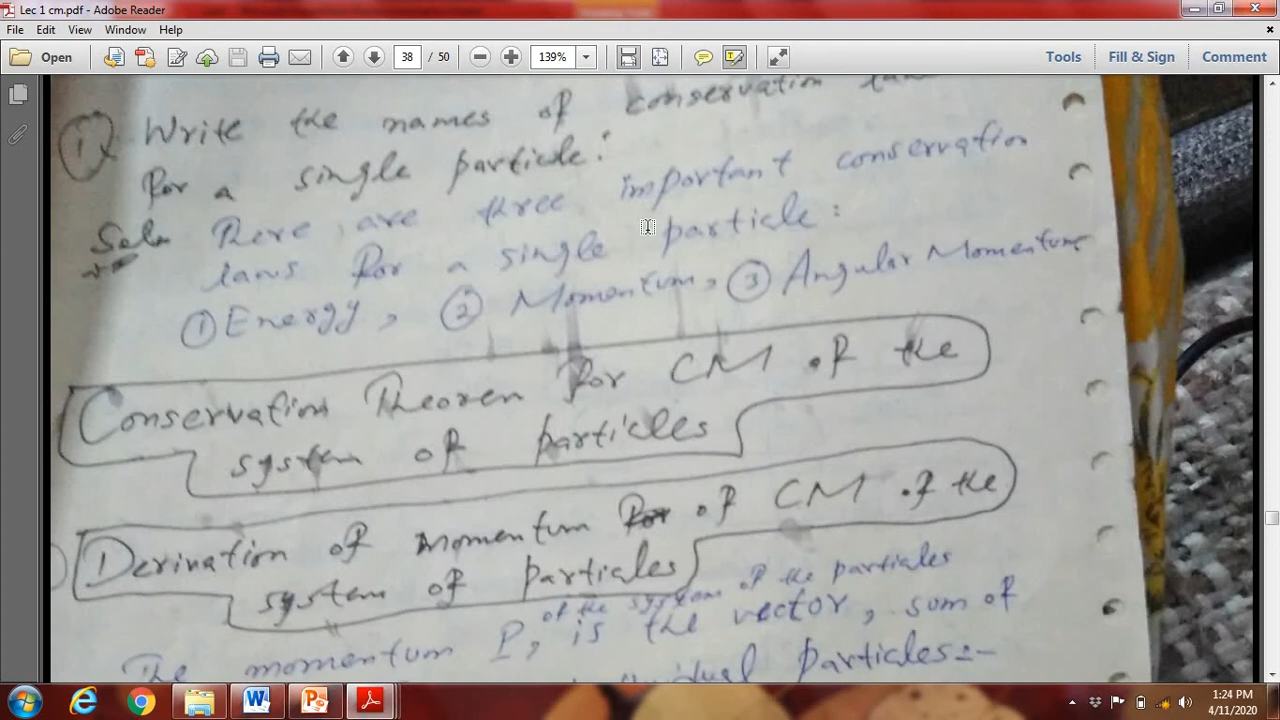 Lec 1 cm.pdf - Adobe Reader
File Edit View Window Help
Open 38 / 50 139% Tools Fill & Sign Comment
① Write the names of conservation
for a single particle:
Soln There are three important conservation
laws for a single particle:
① Energy, ② Momentum, ③ Angular Momentum
Conservation Theorem for CM of the
system of particles
Derivation of momentum of CM of the
system of particles
of the system of the particles
The momentum P, is the vector, sum of
particles:-
1:24 PM
4/11/2020